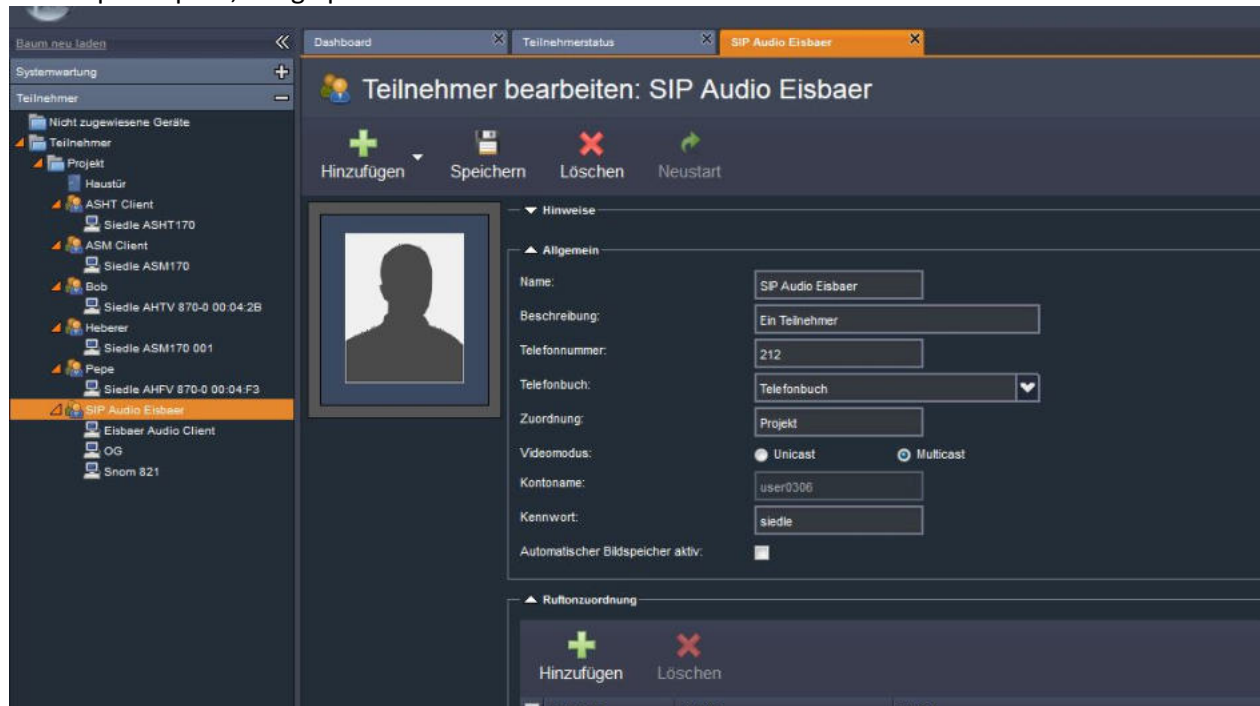 Baum neu laden
Dashboard
Teilnehmerstatus
SIP Audio Eisbaer
Systemwartung
Teilnehmer
Nicht zugewiesene Geräte
Teilnehmer
Projekt
Haustür
ASHT Client
Siedle ASHT170
ASM Client
Siedle ASM170
Bob
Siedle AHTV 870-0 00:04:2B
Heberer
Siedle ASM170 001
Pepe
Siedle AHFV 870-0 00:04:F3
SIP Audio Eisbaer
Eisbaer Audio Client
OG
Snom 821
Teilnehmer bearbeiten: SIP Audio Eisbaer
Hinzufügen
Speichern
Löschen
Neustart
Hinweise
Allgemein
Name: SIP Audio Eisbaer
Beschreibung: Ein Teilnehmer
Telefonnummer: 212
Telefonbuch: Telefonbuch
Zuordnung: Projekt
Videomodus: Unicast Multicast
Kontoname: user0306
Kennwort: siedle
Automatischer Bildspeicher aktiv:
Ruftonzuordnung
Hinzufügen
Löschen